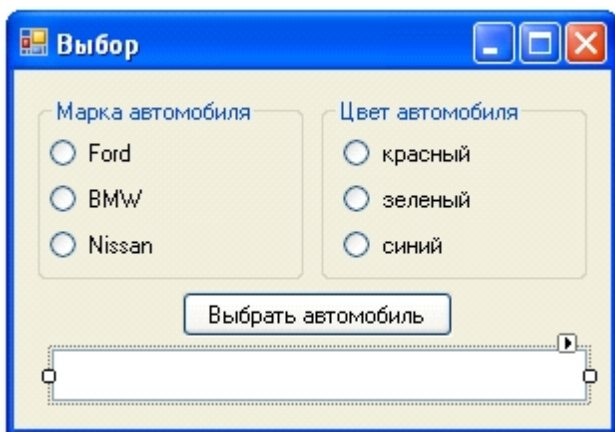 Выбор
Марка автомобиля
Ford
BMW
Nissan
Цвет автомобиля
красный
зеленый
синий
Выбрать автомобиль